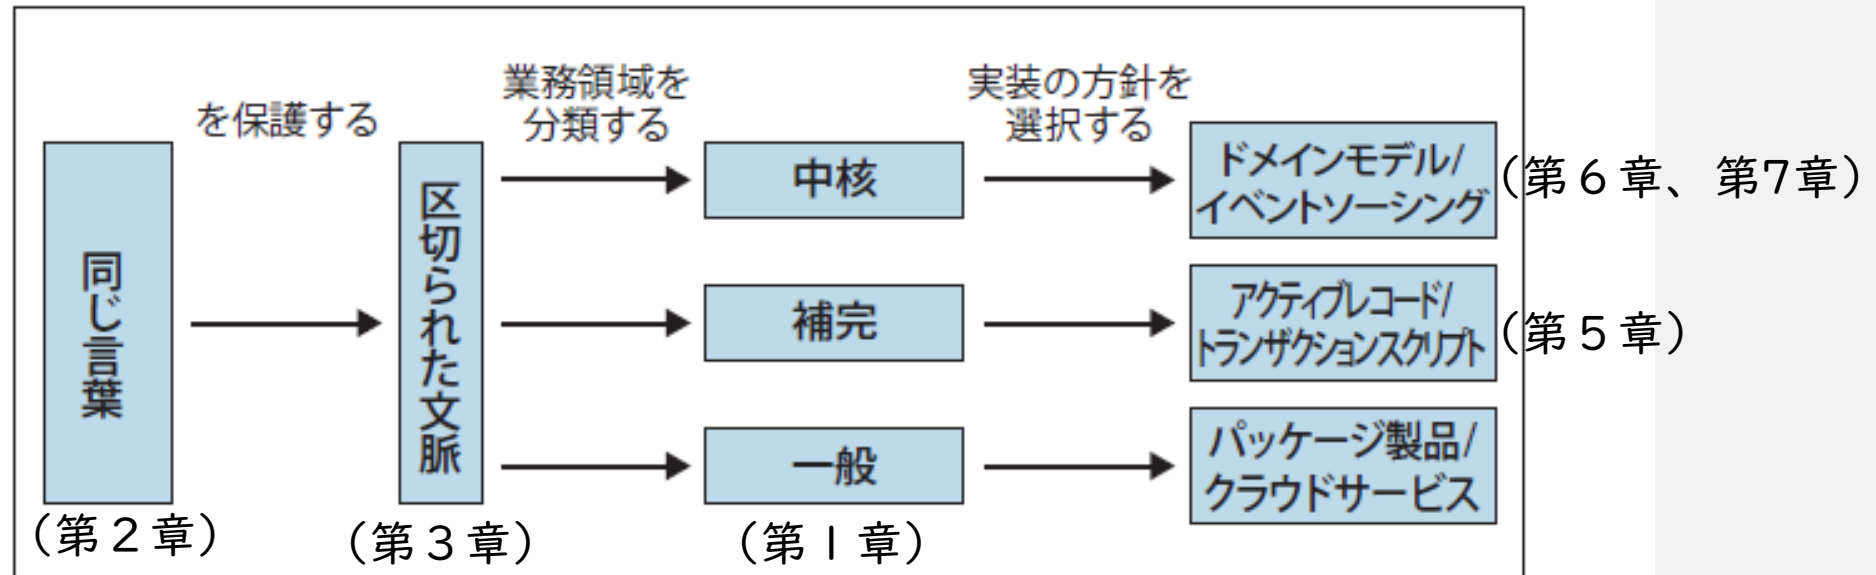 を保護する
業務領域を
分類する
実装の方針を
選択する
同じ言葉
区切られた文脈
中核
補完
一般
ドメインモデル/
イベントソーシング
(第6章、第7章)
アクティブレコード/
トランザクションスクリプト
(第5章)
パッケージ製品/
クラウドサービス
(第2章)
(第3章)
(第1章)